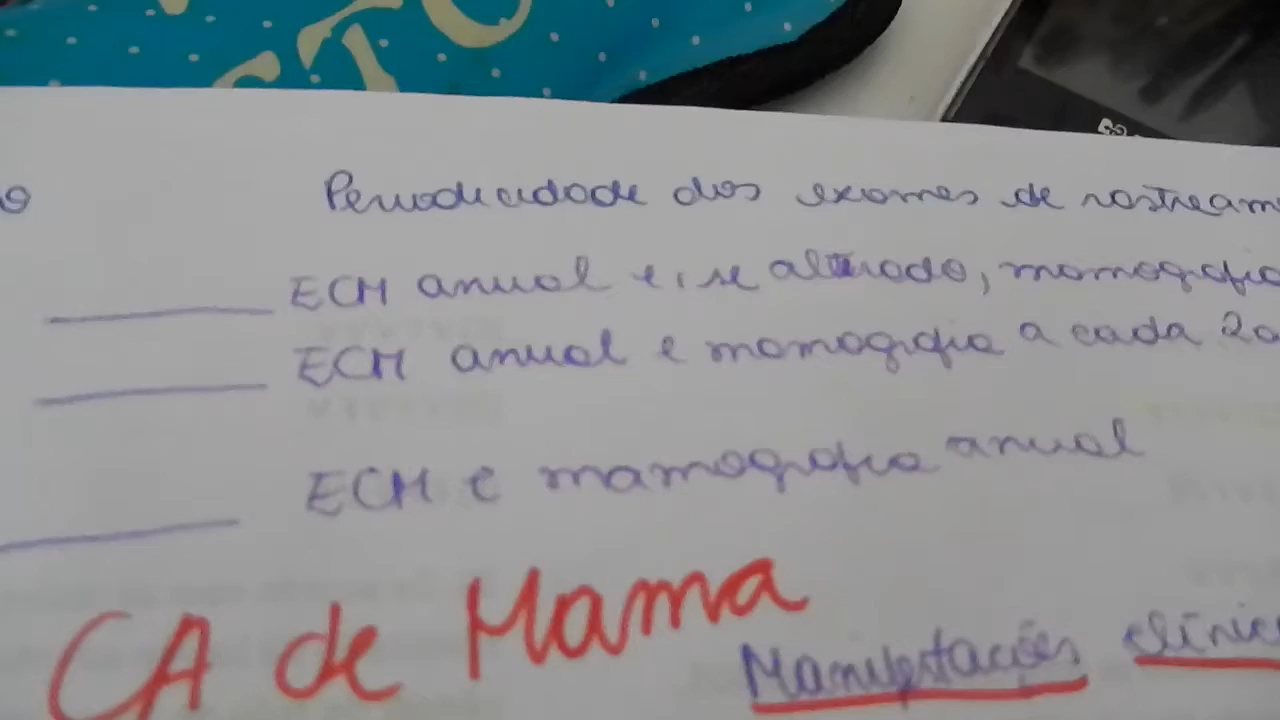 Periodicidade dos exames de rastream
ECM anual e, se alterado, mamografia
ECM anual e mamografia a cada 2a
ECM e mamografia anual
CA de Mama
Manifestações clínic